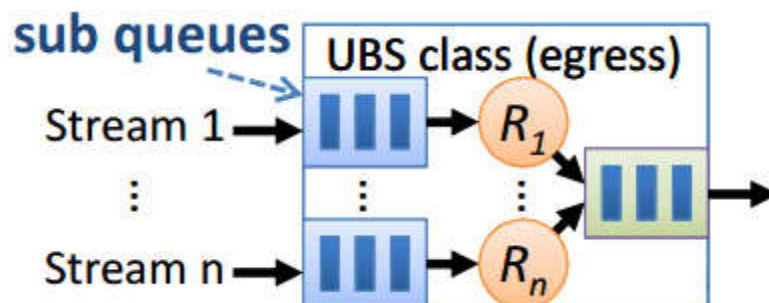 sub queues
UBS class (egress)
Stream 1
R1
⋮ ⋮ ⋮
Stream n
Rn